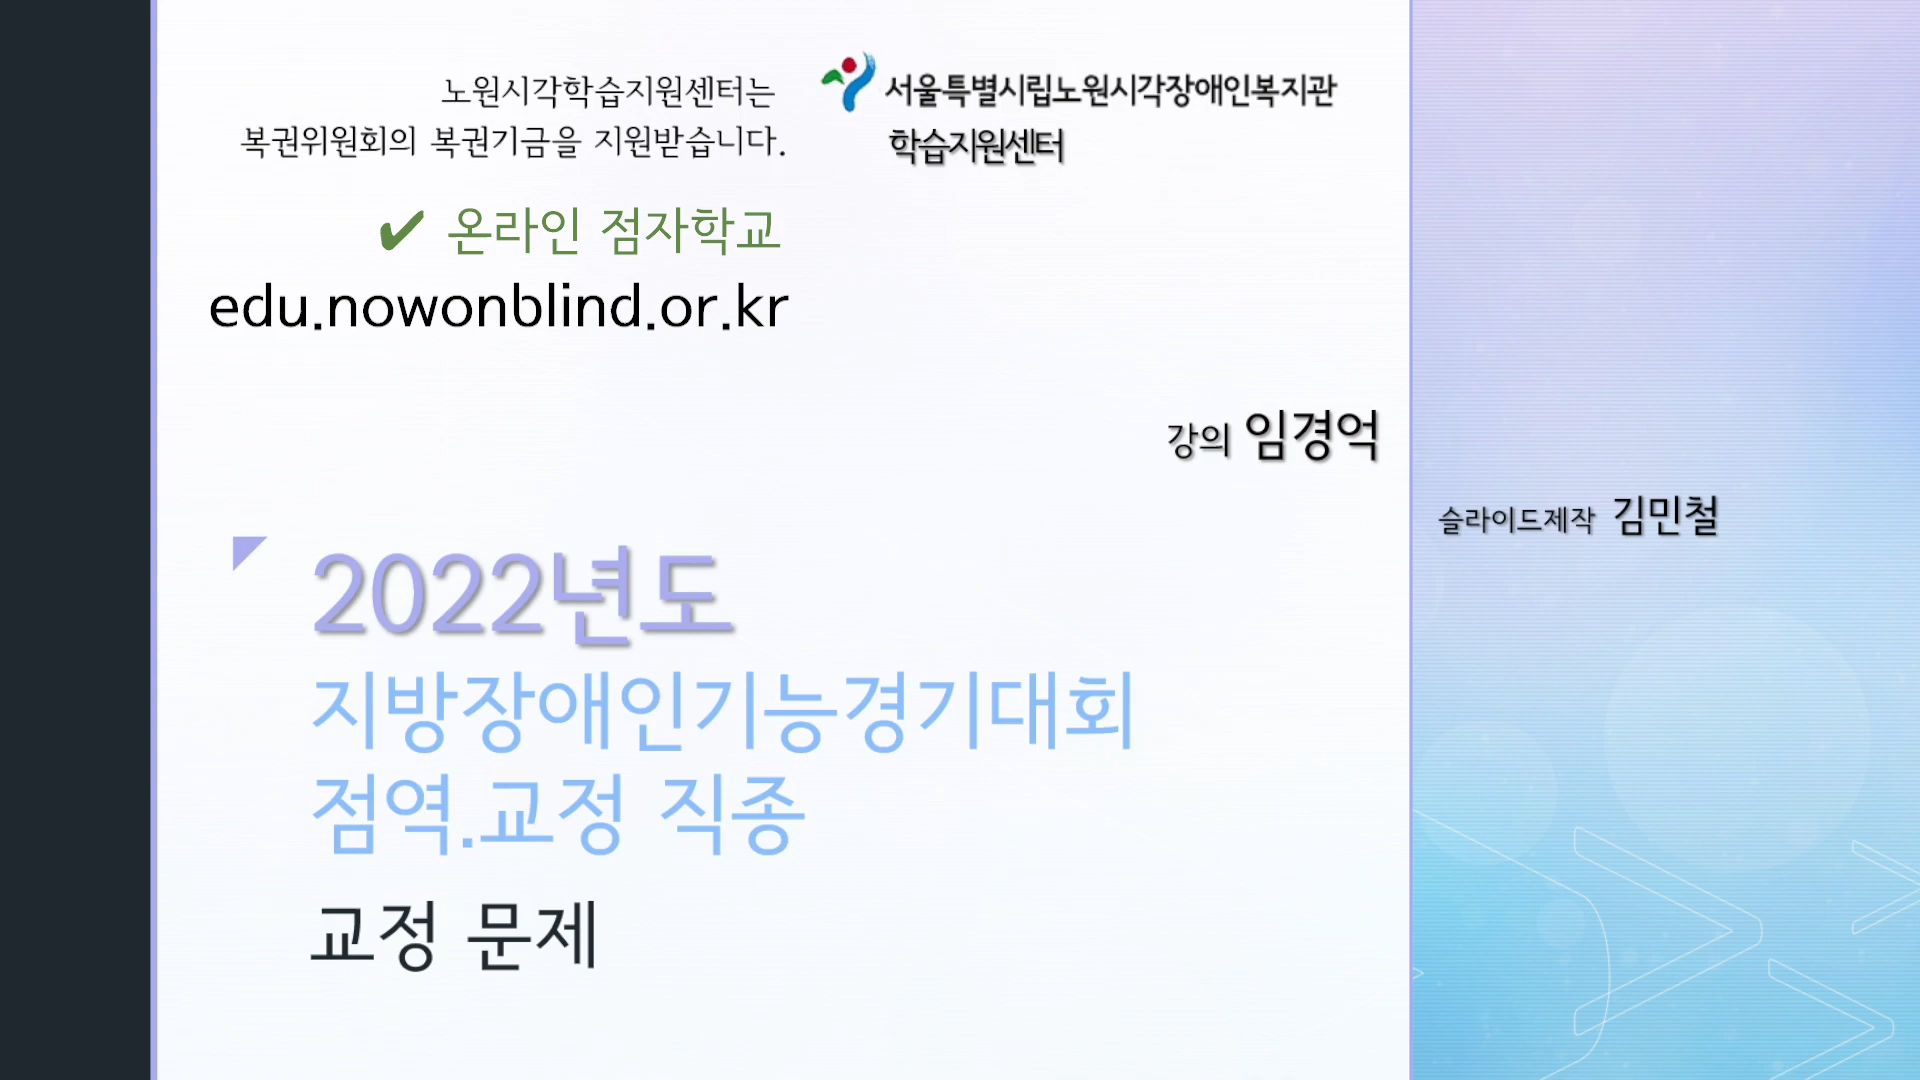 노원시각학습지원센터는
복권위원회의 복권기금을 지원받습니다.
서울특별시립노원시각장애인복지관
학습지원센터
✔ 온라인 점자학교
edu.nowonblind.or.kr
강의 임경억
슬라이드제작 김민철
2022년도
지방장애인기능경기대회
점역.교정 직종
교정 문제